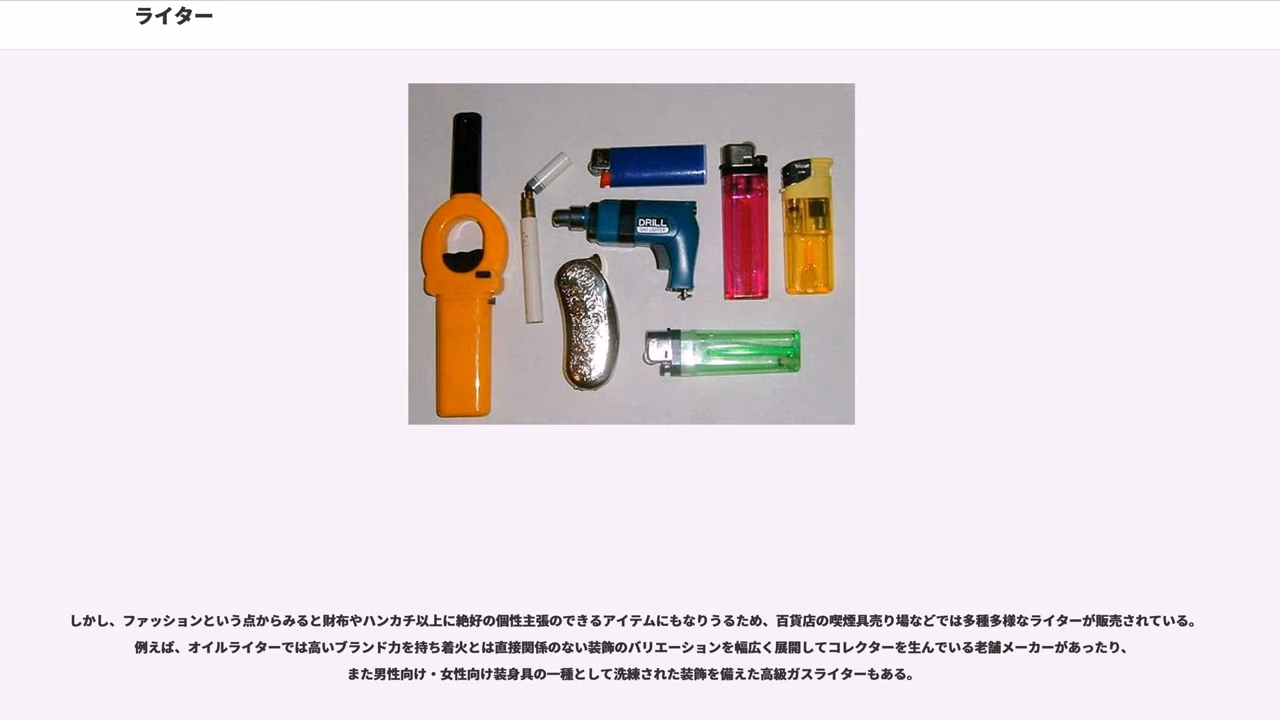 ライター
DRILL
しかし、ファッションという点からみると財布やハンカチ以上に絶好の個性主張のできるアイテムにもなりうるため、百貨店の喫煙具売り場などでは多種多様なライターが販売されている。
例えば、オイルライターでは高いブランド力を持ち着火とは直接関係のない装飾のバリエーションを幅広く展開してコレクターを生んでいる老舗メーカーがあったり、
また男性向け・女性向け装身具の一種として洗練された装飾を備えた高級ガスライターもある。